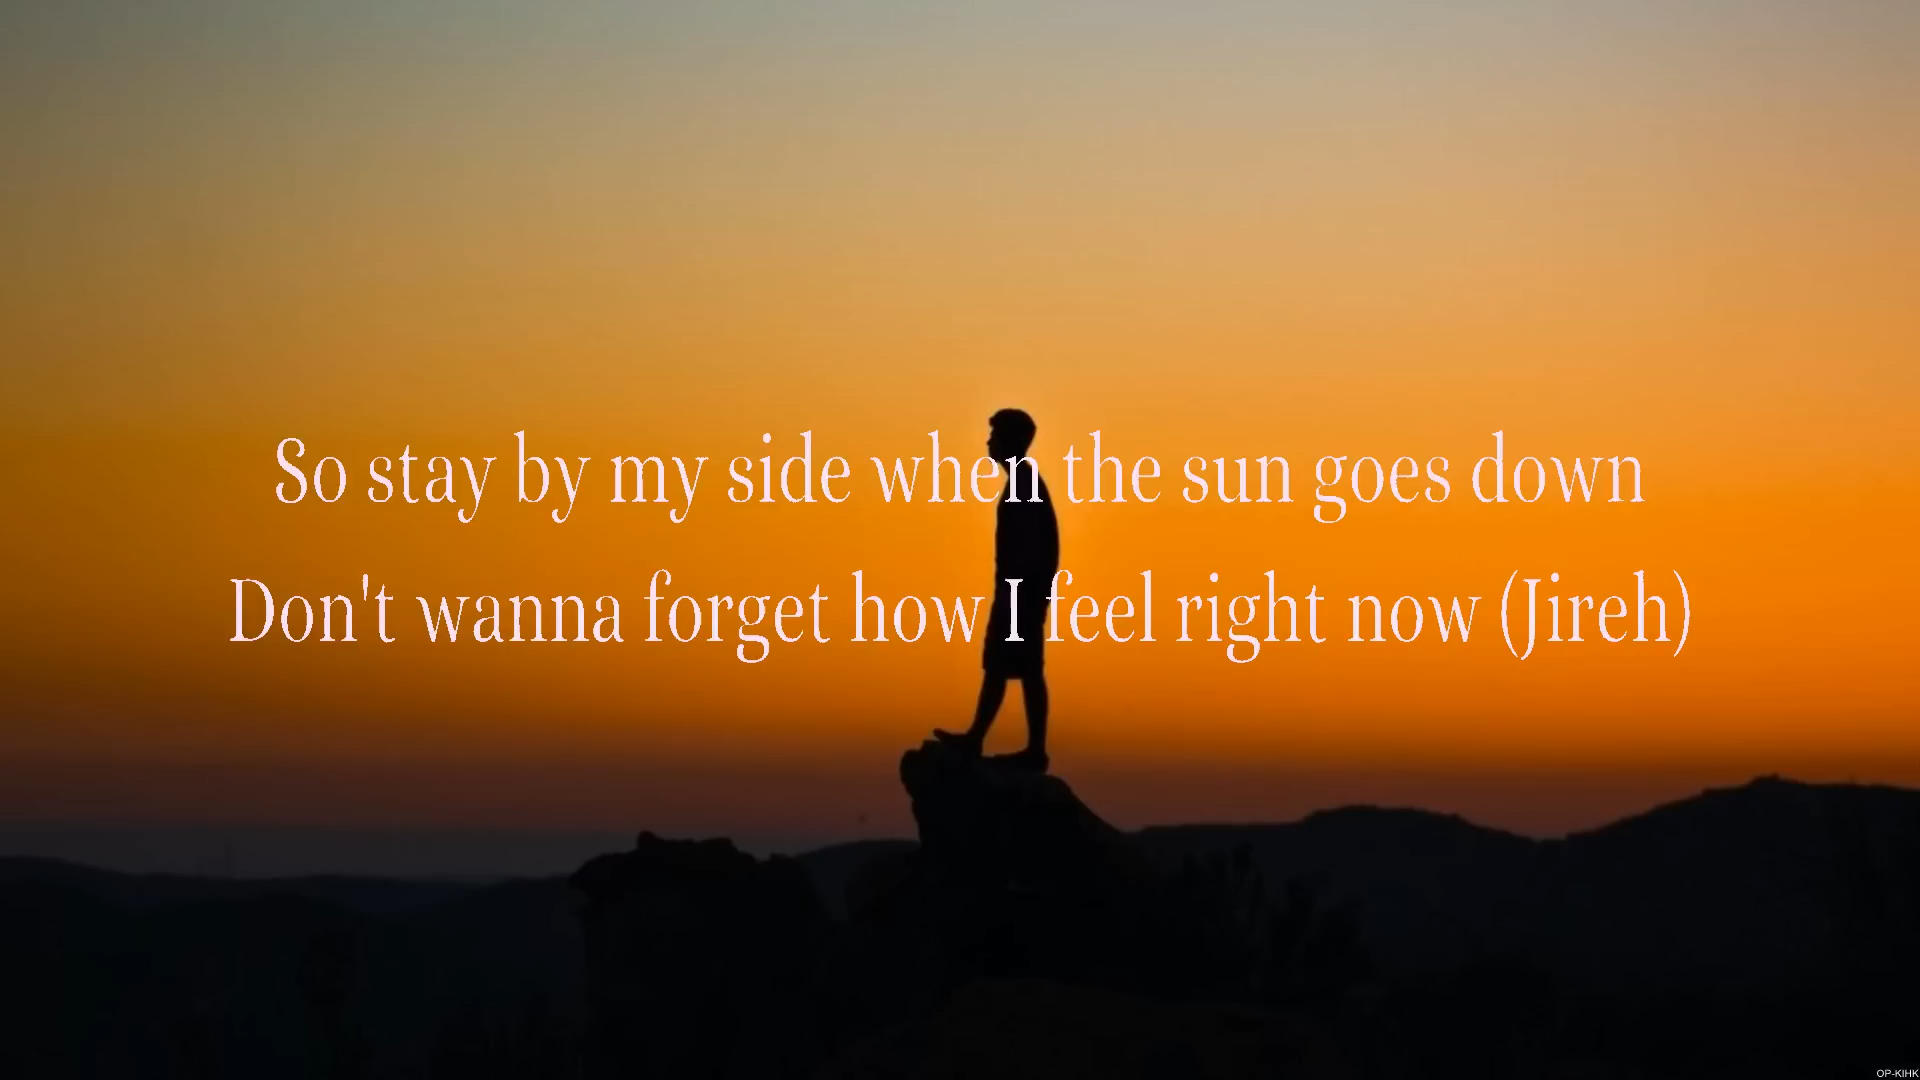 So stay by my side when the sun goes down
Don't wanna forget how I feel right now (Jireh)
OP-KIHK